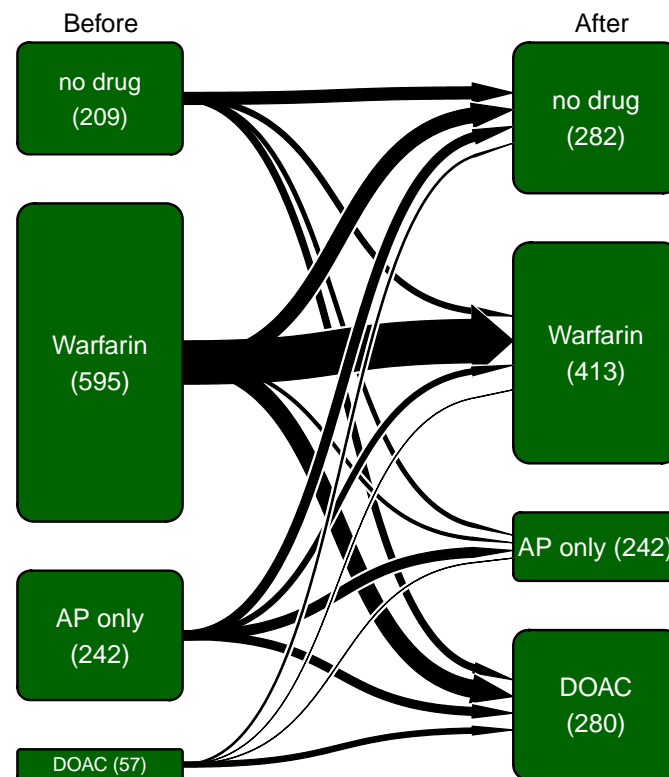 Before
After
no drug
(209)
no drug
(282)
Warfarin
(595)
Warfarin
(413)
AP only (242)
AP only
(242)
DOAC
(280)
DOAC (57)